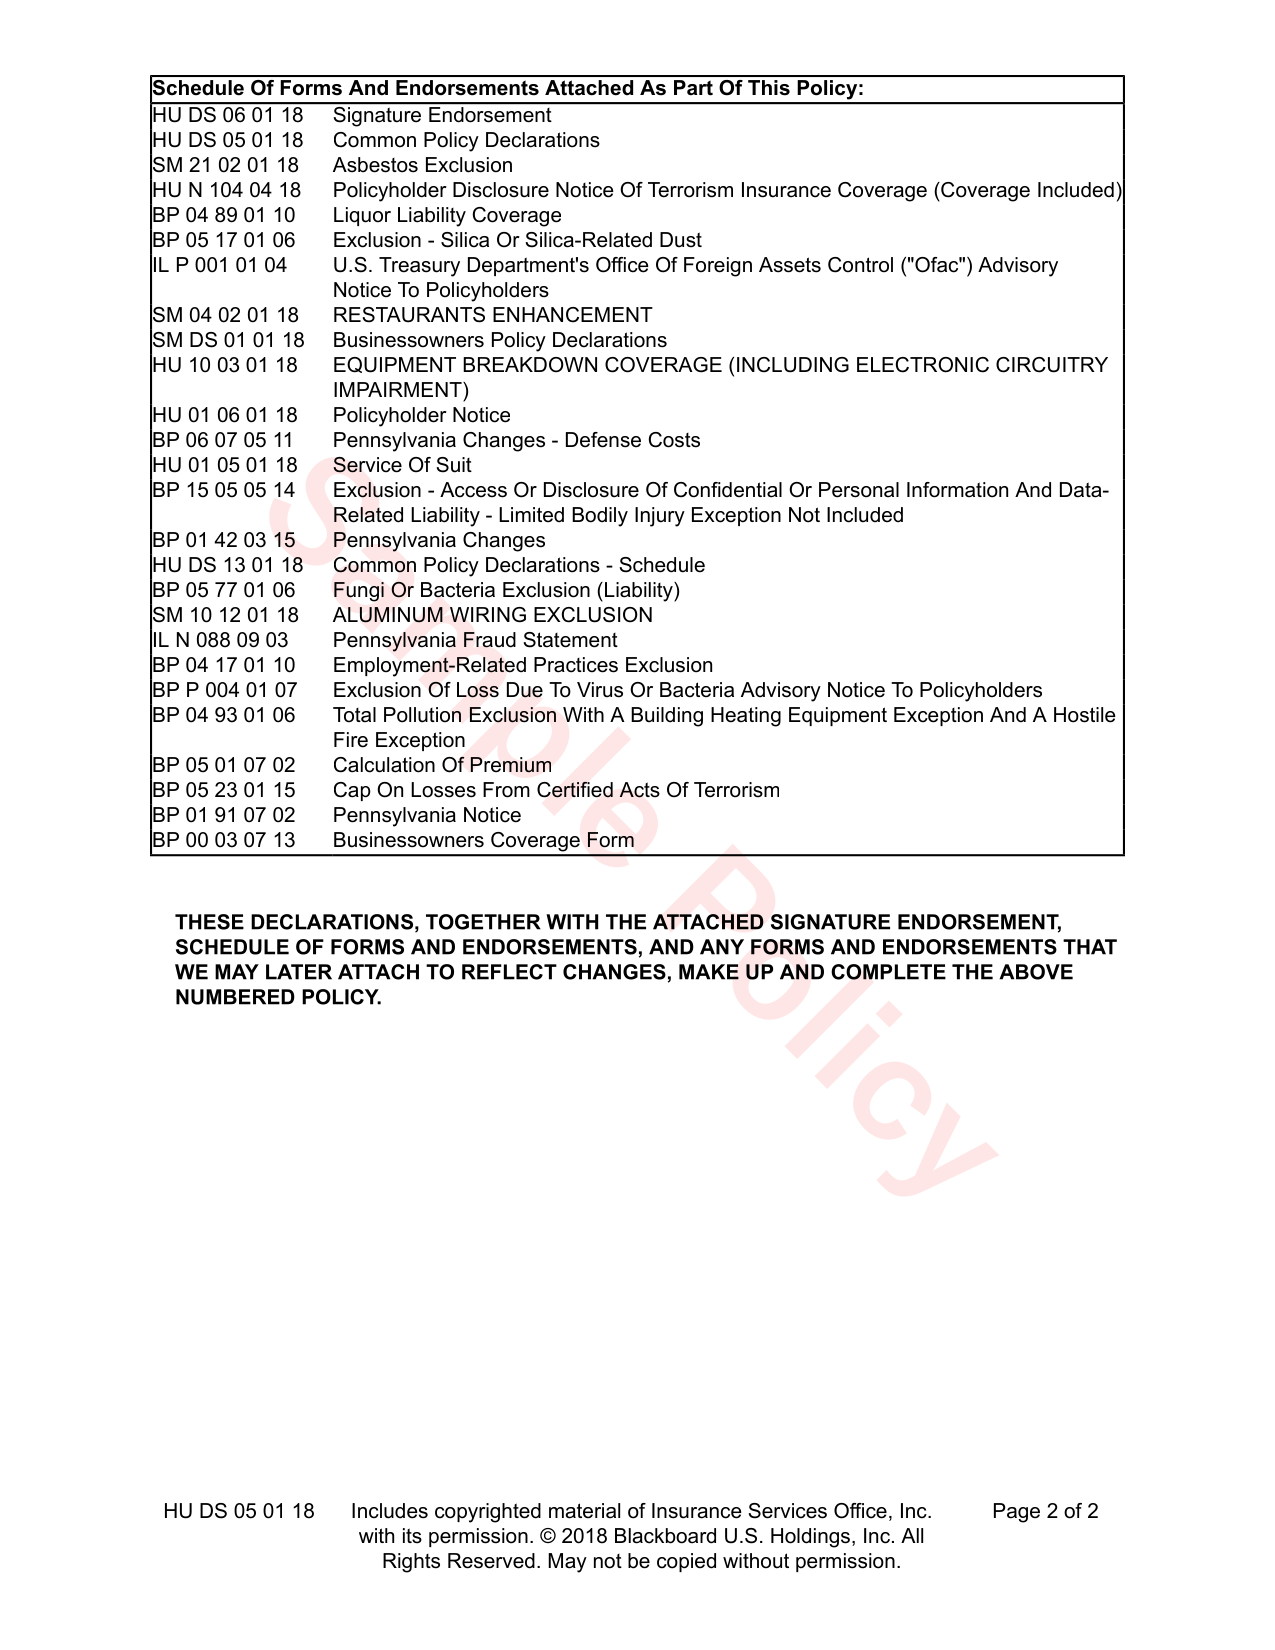 Schedule Of Forms And Endorsements Attached As Part Of This Policy:
HU DS 06 01 18 Signature Endorsement
HU DS 05 01 18 Common Policy Declarations
SM 21 02 01 18 Asbestos Exclusion
HU N 104 04 18 Policyholder Disclosure Notice Of Terrorism Insurance Coverage (Coverage Included)
BP 04 89 01 10 Liquor Liability Coverage
BP 05 17 01 06 Exclusion - Silica Or Silica-Related Dust
IL P 001 01 04 U.S. Treasury Department's Office Of Foreign Assets Control ("Ofac") Advisory
Notice To Policyholders
SM 04 02 01 18 RESTAURANTS ENHANCEMENT
SM DS 01 01 18 Businessowners Policy Declarations
HU 10 03 01 18 EQUIPMENT BREAKDOWN COVERAGE (INCLUDING ELECTRONIC CIRCUITRY
IMPAIRMENT)
HU 01 06 01 18 Policyholder Notice
BP 06 07 05 11 Pennsylvania Changes - Defense Costs
HU 01 05 01 18 Service Of Suit
BP 15 05 05 14 Exclusion - Access Or Disclosure Of Confidential Or Personal Information And Data-
Related Liability - Limited Bodily Injury Exception Not Included
BP 01 42 03 15 Pennsylvania Changes
HU DS 13 01 18 Common Policy Declarations - Schedule
BP 05 77 01 06 Fungi Or Bacteria Exclusion (Liability)
SM 10 12 01 18 ALUMINUM WIRING EXCLUSION
IL N 088 09 03 Pennsylvania Fraud Statement
BP 04 17 01 10 Employment-Related Practices Exclusion
BP P 004 01 07 Exclusion Of Loss Due To Virus Or Bacteria Advisory Notice To Policyholders
BP 04 93 01 06 Total Pollution Exclusion With A Building Heating Equipment Exception And A Hostile
Fire Exception
BP 05 01 07 02 Calculation Of Premium
BP 05 23 01 15 Cap On Losses From Certified Acts Of Terrorism
BP 01 91 07 02 Pennsylvania Notice
BP 00 03 07 13 Businessowners Coverage Form
THESE DECLARATIONS, TOGETHER WITH THE ATTACHED SIGNATURE ENDORSEMENT,
SCHEDULE OF FORMS AND ENDORSEMENTS, AND ANY FORMS AND ENDORSEMENTS THAT
WE MAY LATER ATTACH TO REFLECT CHANGES, MAKE UP AND COMPLETE THE ABOVE
NUMBERED POLICY.
Sample Policy
HU DS 05 01 18 Includes copyrighted material of Insurance Services Office, Inc. Page 2 of 2
with its permission. © 2018 Blackboard U.S. Holdings, Inc. All
Rights Reserved. May not be copied without permission.